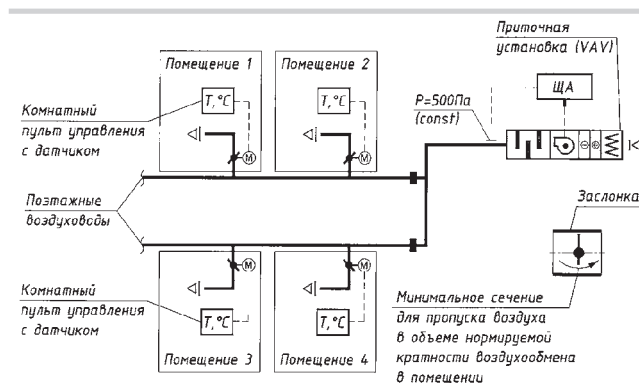 Приточная
установка (VAV)
Помещение 1
Помещение 2
ЩА
Т,°С
Т,°С
Р=500Па
(const)
Комнатный
пульт управления
с датчиком
М
М
Поэтажные
воздуховоды
Заслонка
М
М
Комнатный
пульт управления
с датчиком
Т,°С
Т,°С
Помещение 3
Помещение 4
Минимальное сечение
для пропуска воздуха
в объеме нормируемой
кратности воздухообмена
в помещении